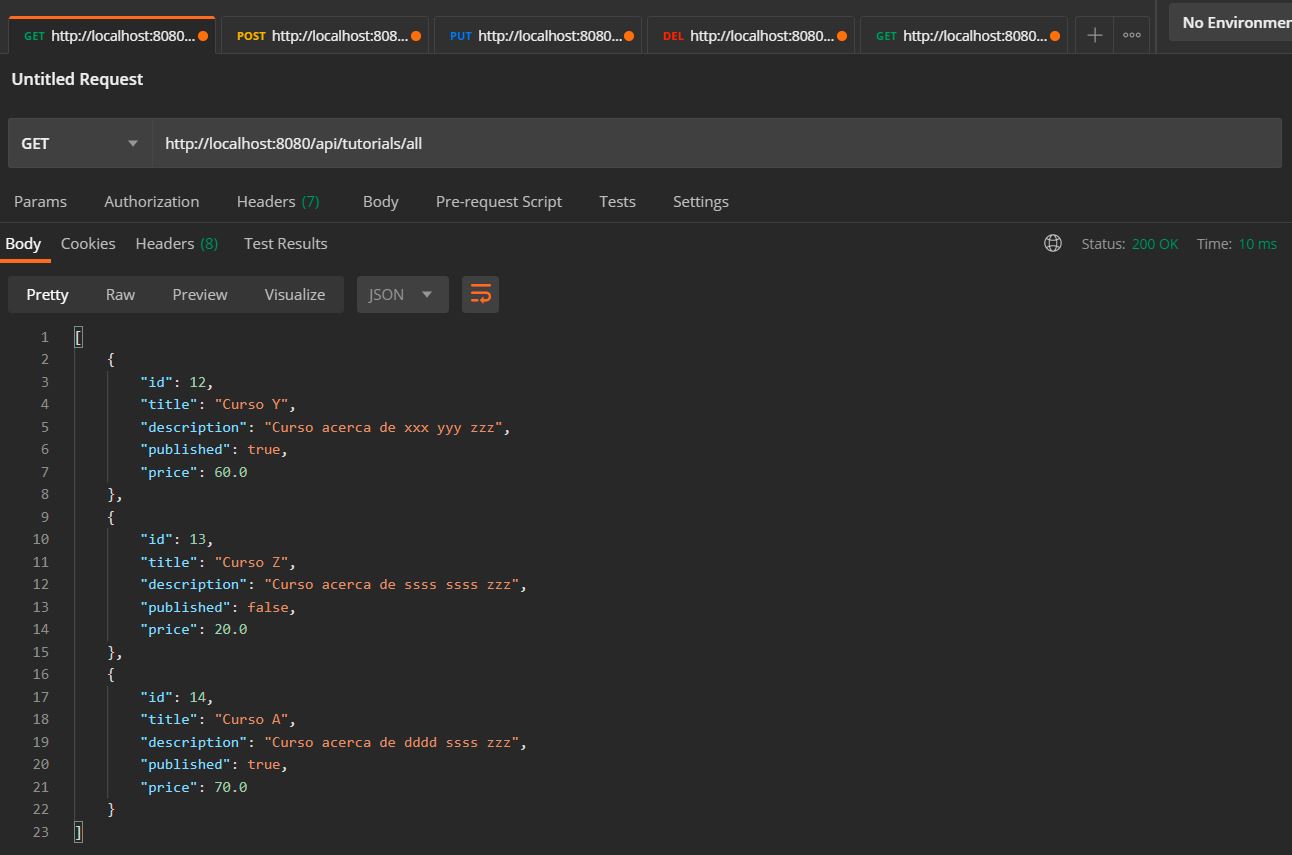 GET http://localhost:8080... POST http://localhost:808... PUT http://localhost:8080... DEL http://localhost:8080... GET http://localhost:8080... No Environmen
Untitled Request
GET http://localhost:8080/api/tutorials/all
Params Authorization Headers (7) Body Pre-request Script Tests Settings
Body Cookies Headers (8) Test Results Status: 200 OK Time: 10 ms
Pretty Raw Preview Visualize JSON
1 [
2 {
3 "id": 12,
4 "title": "Curso Y",
5 "description": "Curso acerca de xxx yyy zzz",
6 "published": true,
7 "price": 60.0
8 },
9 {
10 "id": 13,
11 "title": "Curso Z",
12 "description": "Curso acerca de ssss ssss zzz",
13 "published": false,
14 "price": 20.0
15 },
16 {
17 "id": 14,
18 "title": "Curso A",
19 "description": "Curso acerca de dddd ssss zzz",
20 "published": true,
21 "price": 70.0
22 }
23 ]